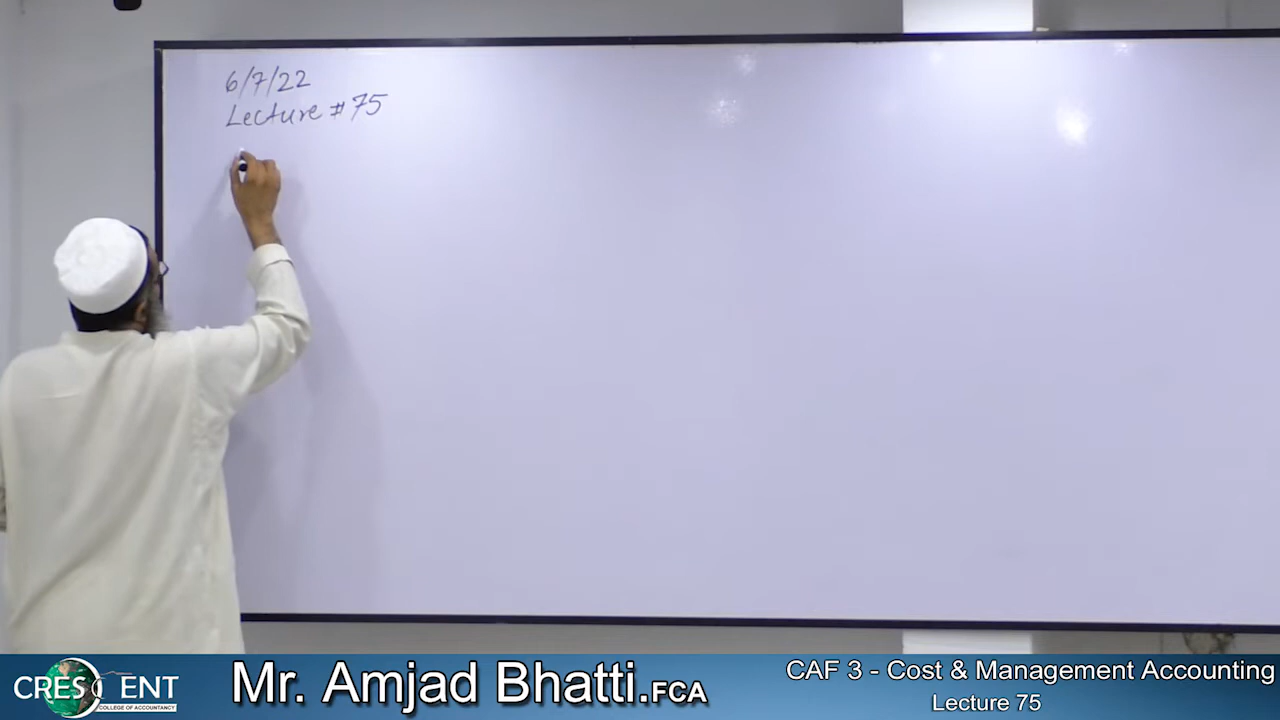 6/7/22
Lecture # 75
CRESCENT
COLLEGE OF ACCOUNTANCY
Mr. Amjad Bhatti.FCA
CAF 3 - Cost & Management Accounting
Lecture 75